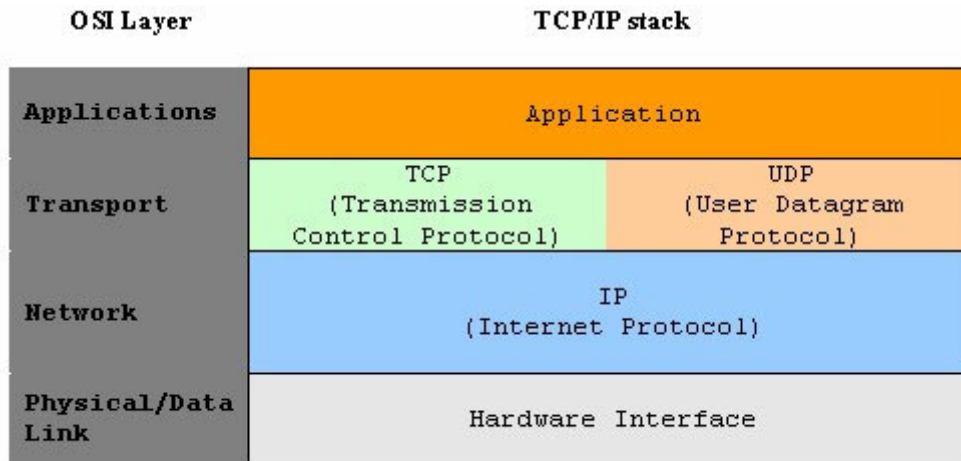 OSI Layer
TCP/IP stack
Applications
Application
Transport
TCP
(Transmission
Control Protocol)
UDP
(User Datagram
Protocol)
Network
IP
(Internet Protocol)
Physical/Data
Link
Hardware Interface